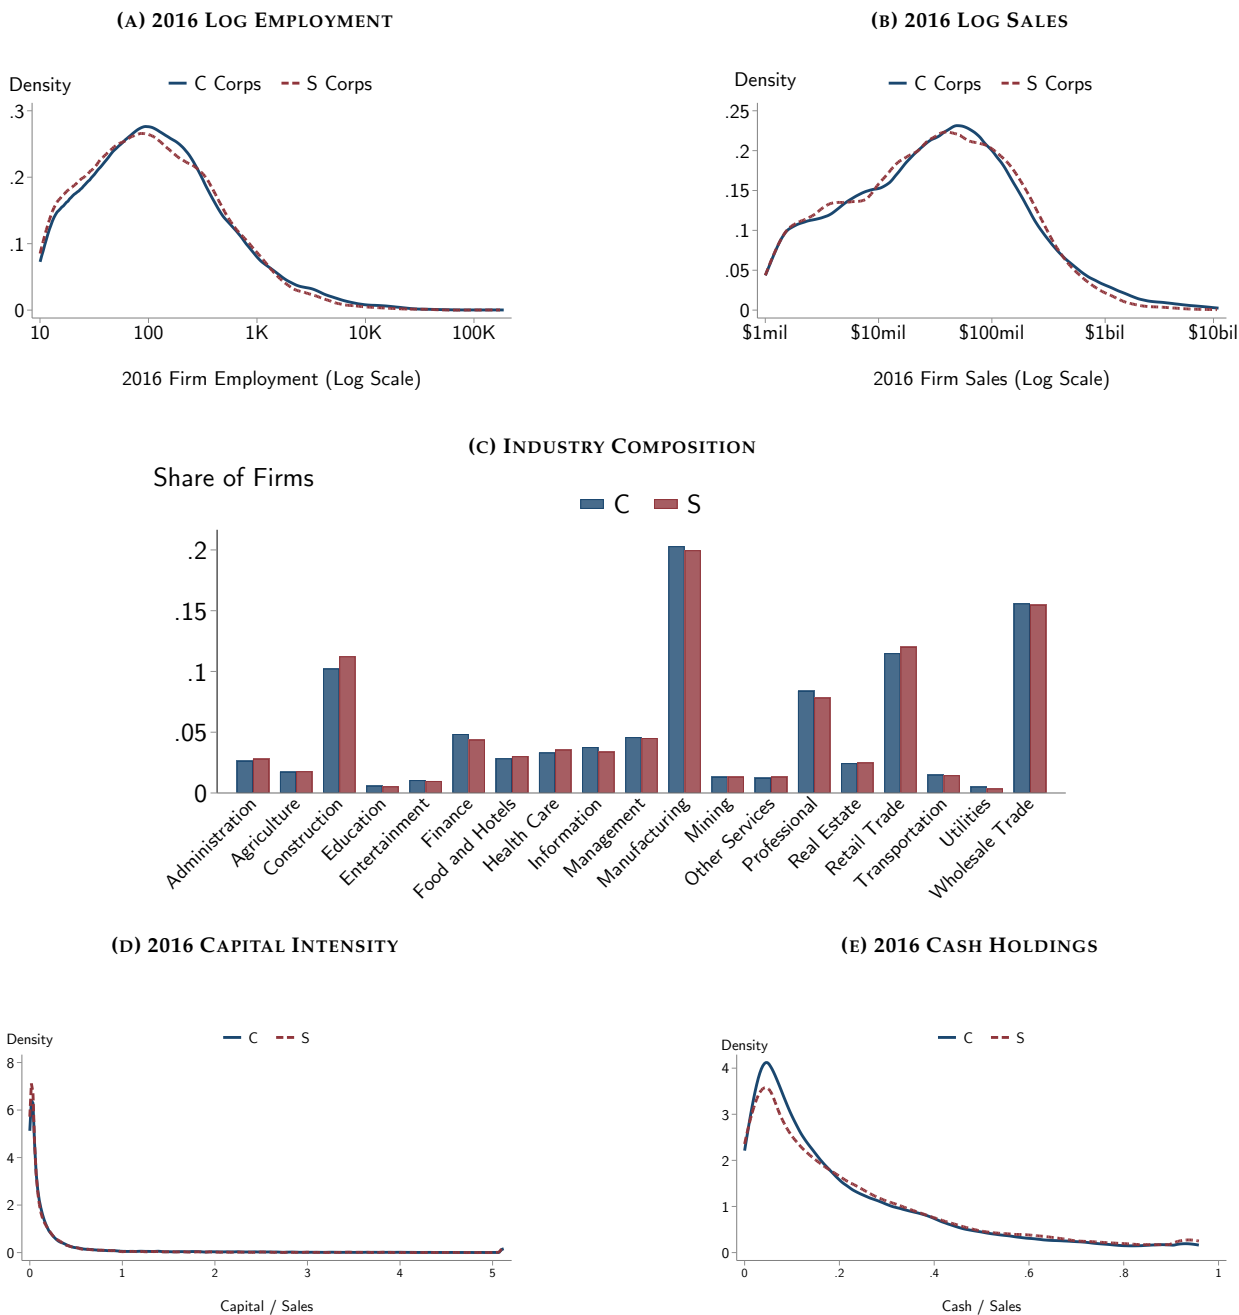 (A) 2016 LOG EMPLOYMENT
Density
C Corps S Corps
.3
.2
.1
0
10 100 1K 10K 100K
2016 Firm Employment (Log Scale)
(B) 2016 LOG SALES
Density
C Corps S Corps
.25
.2
.15
.1
.05
0
$1mil $10mil $100mil $1bil $10bil
2016 Firm Sales (Log Scale)
(C) INDUSTRY COMPOSITION
Share of Firms
C S
.2
.15
.1
.05
0
Administration
Agriculture
Construction
Education
Entertainment
Finance
Food and Hotels
Health Care
Information
Management
Manufacturing
Mining
Other Services
Professional
Real Estate
Retail Trade
Transportation
Utilities
Wholesale Trade
(D) 2016 CAPITAL INTENSITY
Density
C S
8
6
4
2
0
0 1 2 3 4 5
Capital / Sales
(E) 2016 CASH HOLDINGS
Density
C S
4
3
2
1
0
0 .2 .4 .6 .8 1
Cash / Sales